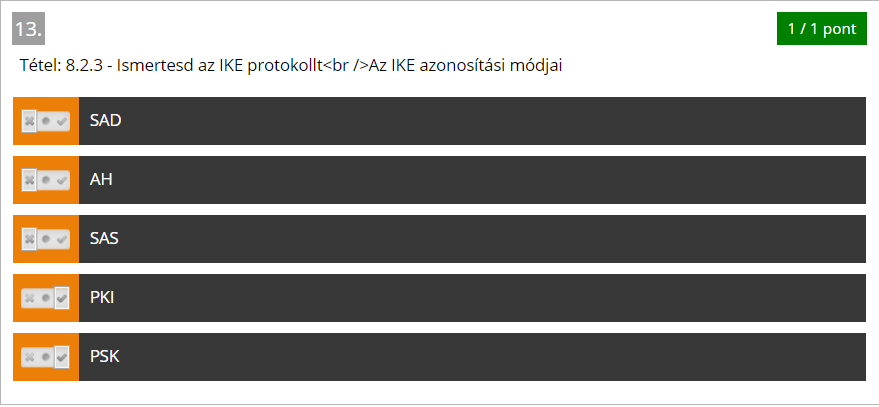 13.
1 / 1 pont
Tétel: 8.2.3 - Ismertesd az IKE protokollt<br />Az IKE azonosítási módjai
SAD
AH
SAS
PKI
PSK